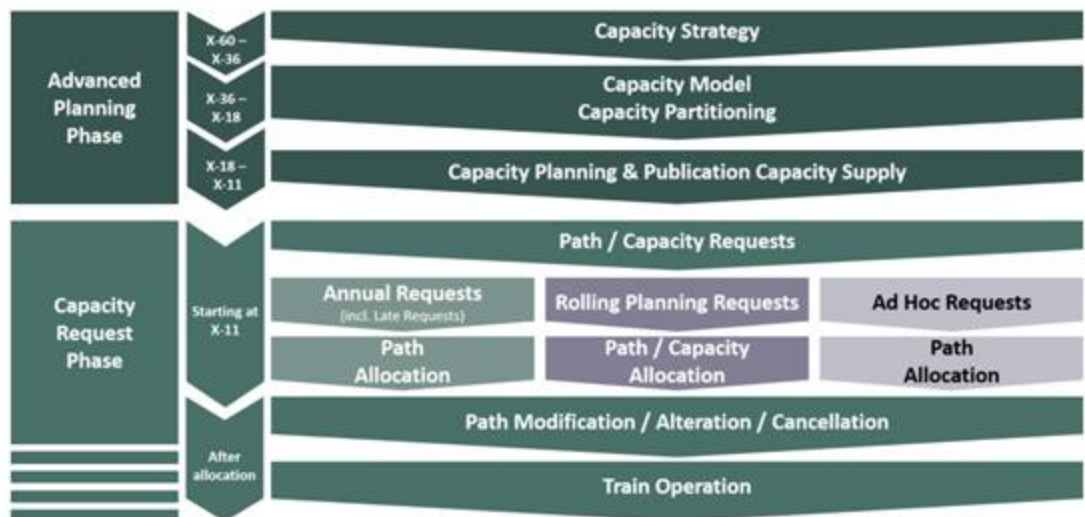 Advanced
Planning
Phase
X-60 –
X-36
Capacity Strategy
X-36 –
X-18
Capacity Model
Capacity Partitioning
X-18 –
X-11
Capacity Planning & Publication Capacity Supply
Capacity
Request
Phase
Starting at
X-11
Path / Capacity Requests
Annual Requests
(incl. Late Requests)
Rolling Planning Requests
Ad Hoc Requests
Path
Allocation
Path / Capacity
Allocation
Path
Allocation
After
allocation
Path Modification / Alteration / Cancellation
Train Operation